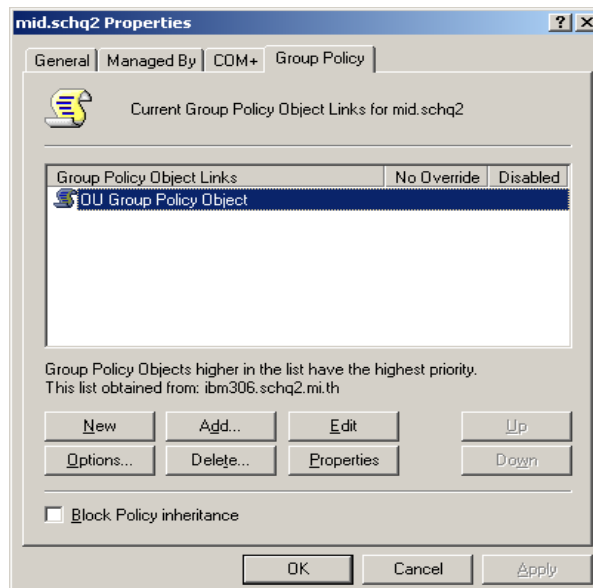 mid.schq2 Properties
General Managed By COM+ Group Policy
Current Group Policy Object Links for mid.schq2
Group Policy Object Links No Override Disabled
OU Group Policy Object
Group Policy Objects higher in the list have the highest priority.
This list obtained from: ibm306.schq2.mi.th
New Add... Edit Up
Options... Delete... Properties Down
Block Policy inheritance
OK Cancel Apply